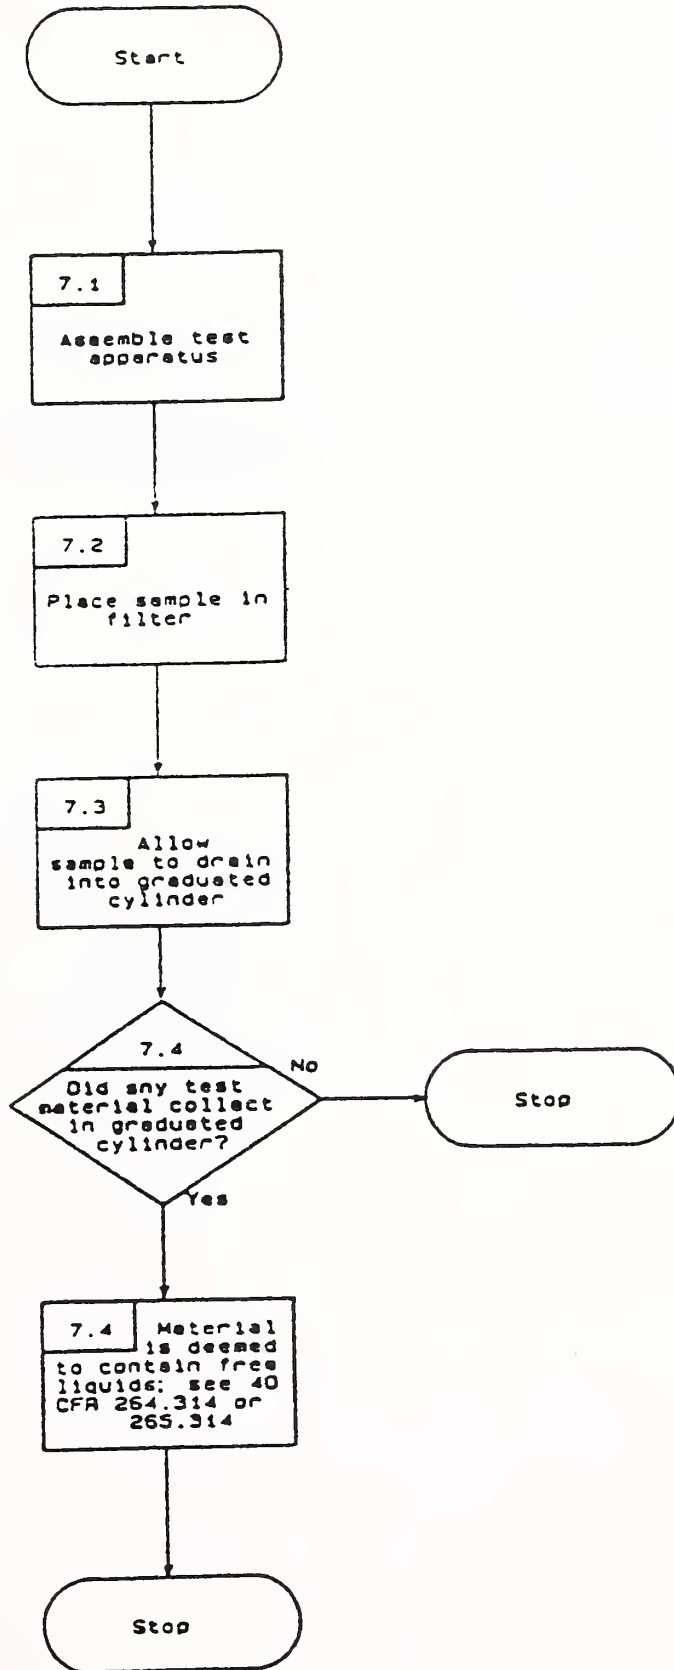 Start
7.1
Assemble test
apparatus
7.2
Place sample in
filter
7.3
Allow
sample to drain
into graduated
cylinder
7.4
Did any test
material collect
in graduated
cylinder?
No
Stop
Yes
7.4 Material
is deemed
to contain free
liquids; see 40
CFR 264.314 or
265.314
Stop